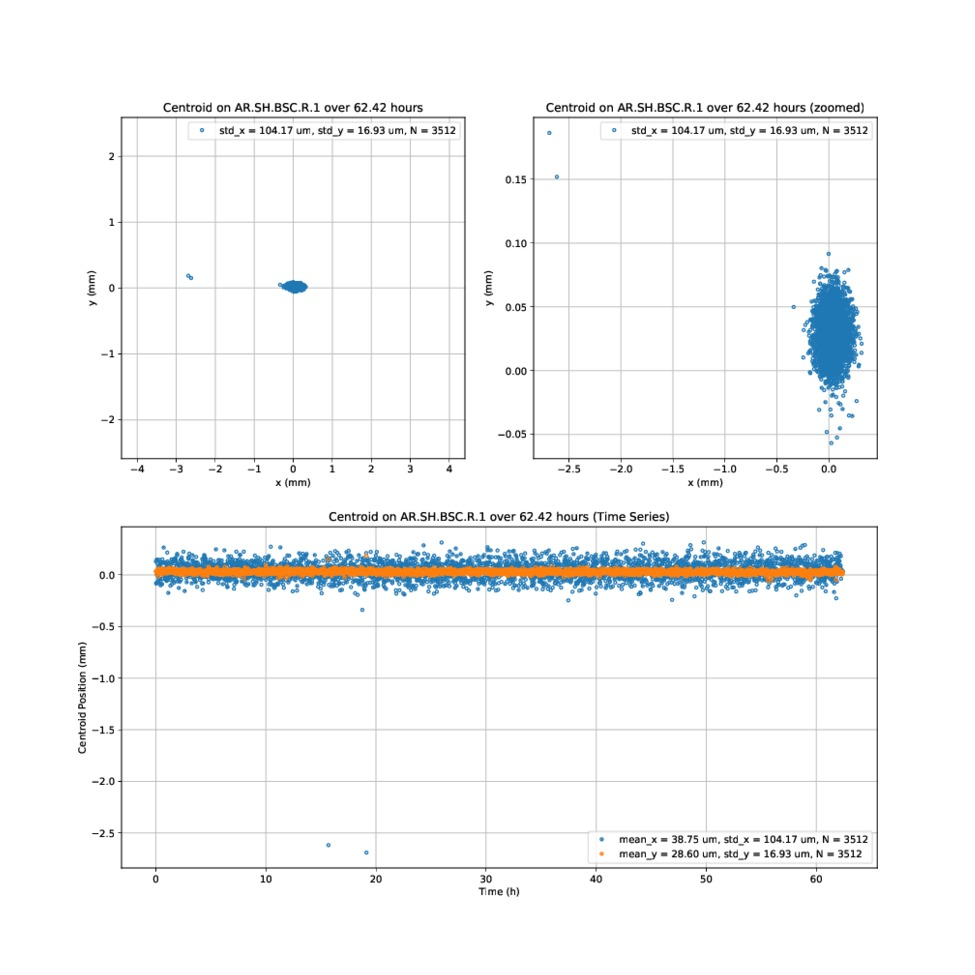 Centroid on AR.SH.BSC.R.1 over 62.42 hours
std_x = 104.17 um, std_y = 16.93 um, N = 3512
2
1
0
−1
−2
y (mm)
−4 −3 −2 −1 0 1 2 3 4
x (mm)
Centroid on AR.SH.BSC.R.1 over 62.42 hours (zoomed)
std_x = 104.17 um, std_y = 16.93 um, N = 3512
0.15
0.10
0.05
0.00
−0.05
y (mm)
−2.5 −2.0 −1.5 −1.0 −0.5 0.0
x (mm)
Centroid on AR.SH.BSC.R.1 over 62.42 hours (Time Series)
0.0
−0.5
−1.0
−1.5
−2.0
−2.5
Centroid Position (mm)
mean_x = 38.75 um, std_x = 104.17 um, N = 3512
mean_y = 28.60 um, std_y = 16.93 um, N = 3512
0 10 20 30 40 50 60
Time (h)